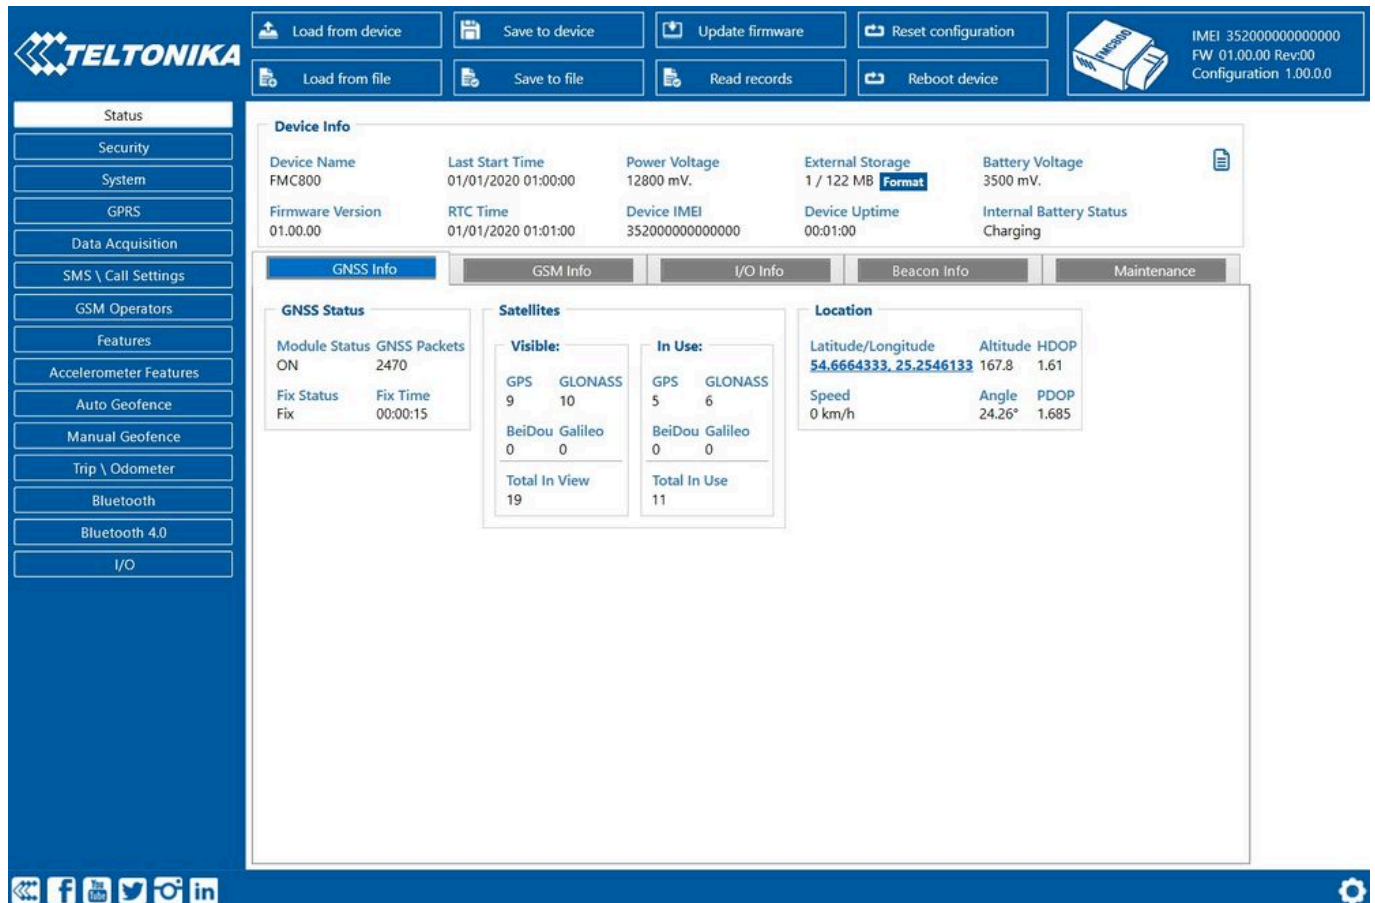 TELTONIKA
Load from device
Save to device
Update firmware
Reset configuration
Load from file
Save to file
Read records
Reboot device
FMC800
IMEI 352000000000000
FW 01.00.00 Rev:00
Configuration 1.00.0.0
Status
Security
System
GPRS
Data Acquisition
SMS \ Call Settings
GSM Operators
Features
Accelerometer Features
Auto Geofence
Manual Geofence
Trip \ Odometer
Bluetooth
Bluetooth 4.0
I/O
Device Info
Device Name Last Start Time Power Voltage External Storage Battery Voltage
FMC800 01/01/2020 01:00:00 12800 mV. 1 / 122 MB Format 3500 mV.
Firmware Version RTC Time Device IMEI Device Uptime Internal Battery Status
01.00.00 01/01/2020 01:01:00 352000000000000 00:01:00 Charging
GNSS Info GSM Info I/O Info Beacon Info Maintenance
GNSS Status
Module Status GNSS Packets
ON 2470
Fix Status Fix Time
Fix 00:00:15
Satellites
Visible:
GPS GLONASS
9 10
BeiDou Galileo
0 0
Total In View
19
In Use:
GPS GLONASS
5 6
BeiDou Galileo
0 0
Total In Use
11
Location
Latitude/Longitude Altitude HDOP
54.6664333, 25.2546133 167.8 1.61
Speed Angle PDOP
0 km/h 24.26° 1.685
f You Tube in